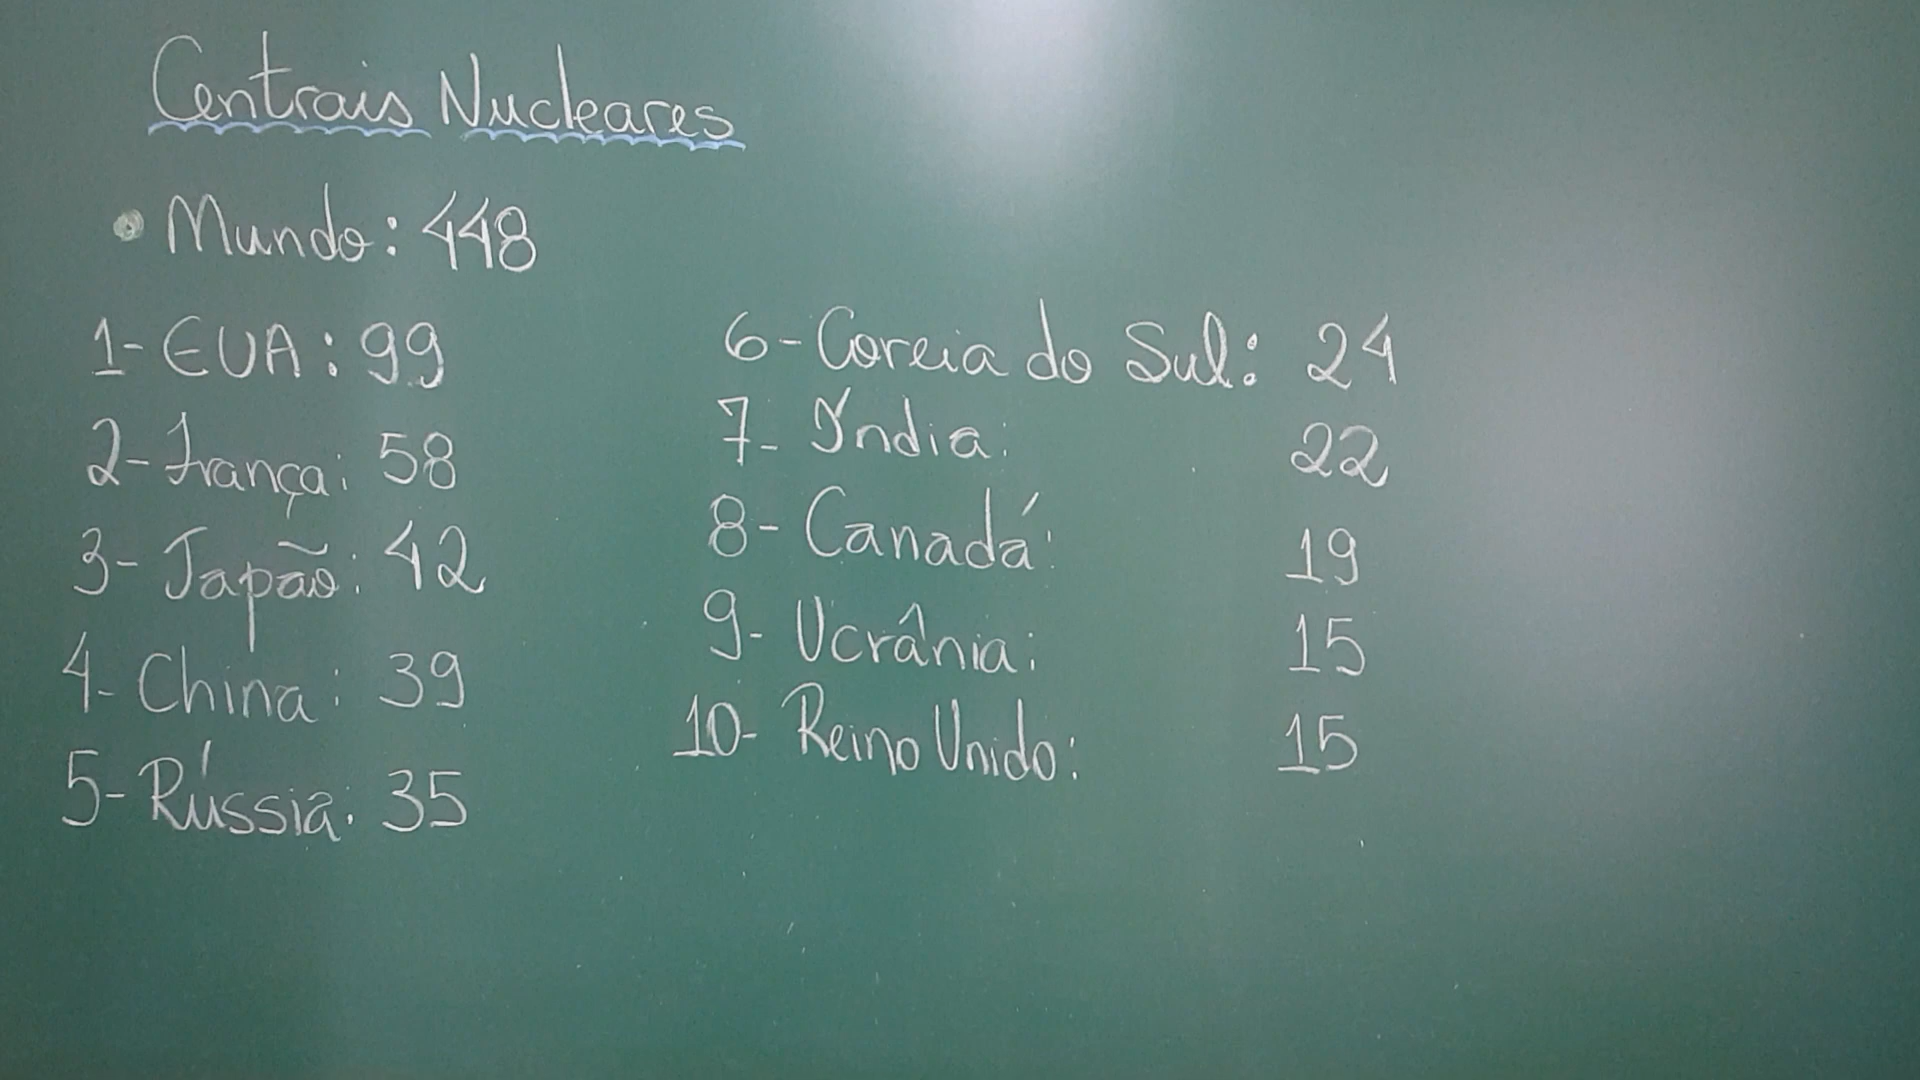 Centrais Nucleares
• Mundo: 448
1- EUA: 99
2- França: 58
3- Japão: 42
4- China: 39
5- Rússia: 35
6- Coreia do Sul: 24
7- Índia: 22
8- Canadá: 19
9- Ucrânia: 15
10- Reino Unido: 15